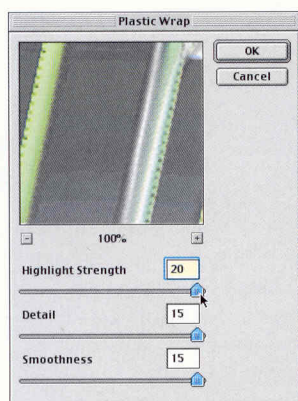 Plastic Wrap
OK
Cancel
100%
Highlight Strength 20
Detail 15
Smoothness 15